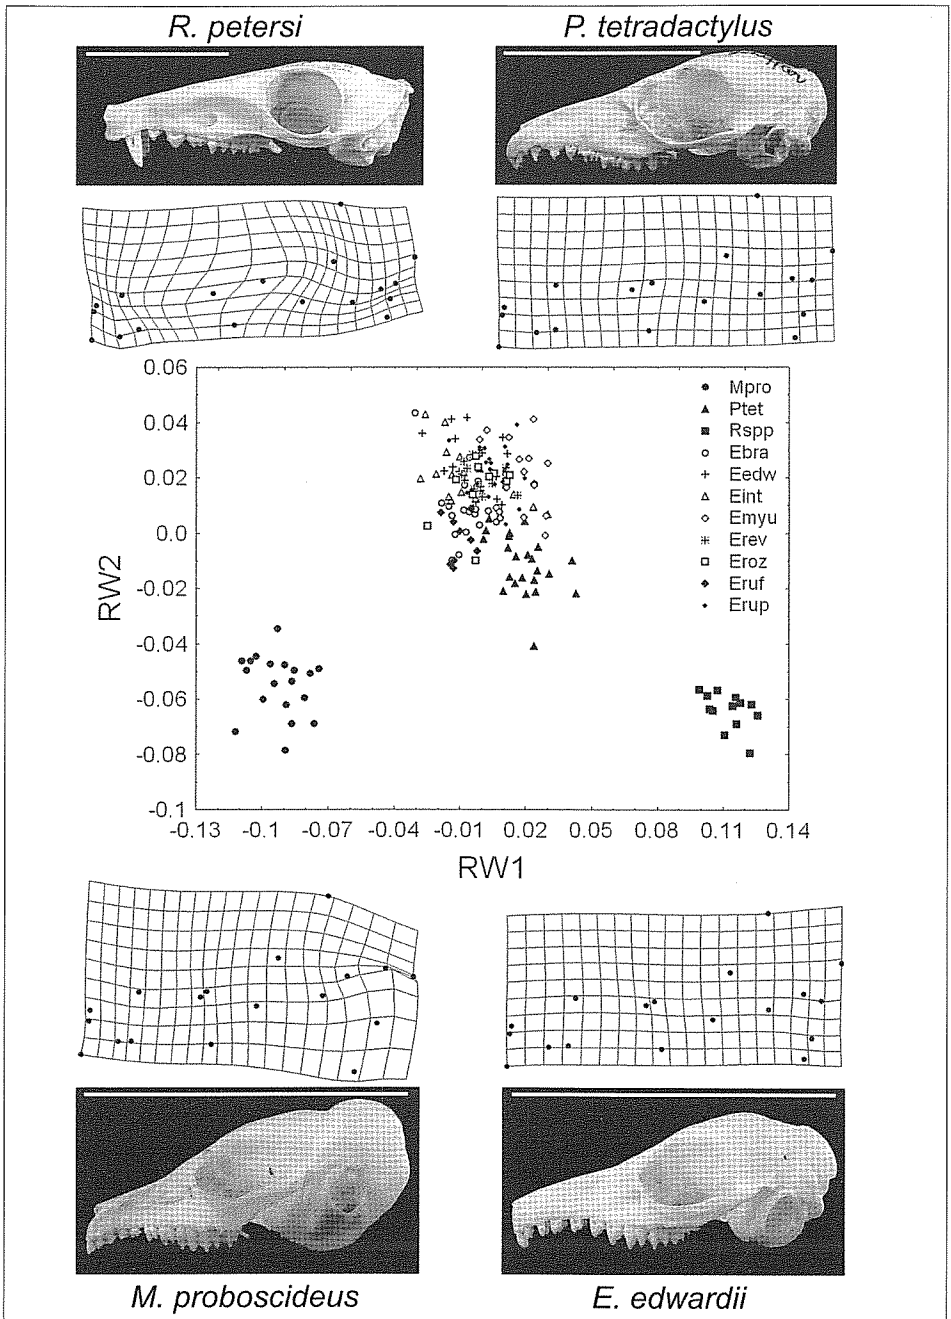 R. petersi
P. tetradactylus
0.06
0.04
0.02
0.0
-0.02
-0.04
-0.06
-0.08
-0.1
RW2
Mpro
Ptet
Rspp
Ebra
Eedw
Eint
Emyu
Erev
Eroz
Eruf
Erup
-0.13 -0.1 -0.07 -0.04 -0.01 0.02 0.05 0.08 0.11 0.14
RW1
M. proboscideus
E. edwardii